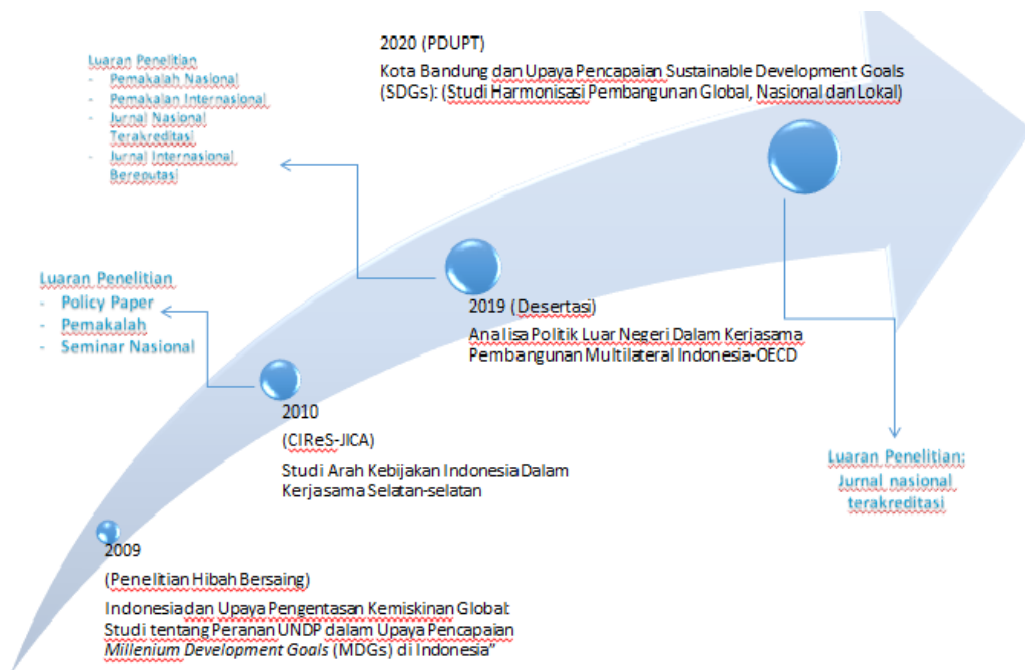 2020 (PDUPT)
Kota Bandung dan Upaya Pencapaian Sustainable Development Goals
(SDGs): (Studi Harmonisasi Pembangunan Global, Nasional dan Lokal)
Luaran Penelitian
- Pemakalah Nasional
- Pemakalan Internasional
- Jurnal Nasional
Terakreditasi
- Jurnal Internasional
Bereputasi
Luaran Penelitian
- Policy Paper
- Pemakalah
- Seminar Nasional
2019 (Desertasi)
Analisa Politik Luar Negeri Dalam Kerjasama
Pembangunan Multilateral Indonesia-OECD
2010
(CIReS-JICA)
Studi Arah Kebijakan Indonesia Dalam
Kerjasama Selatan-selatan
Luaran Penelitian:
Jurnal nasional
terakreditasi
2009
(Penelitian Hibah Bersaing)
Indonesia dan Upaya Pengentasan Kemiskinan Global:
Studi tentang Peranan UNDP dalam Upaya Pencapaian
Millenium Development Goals (MDGs) di Indonesia”